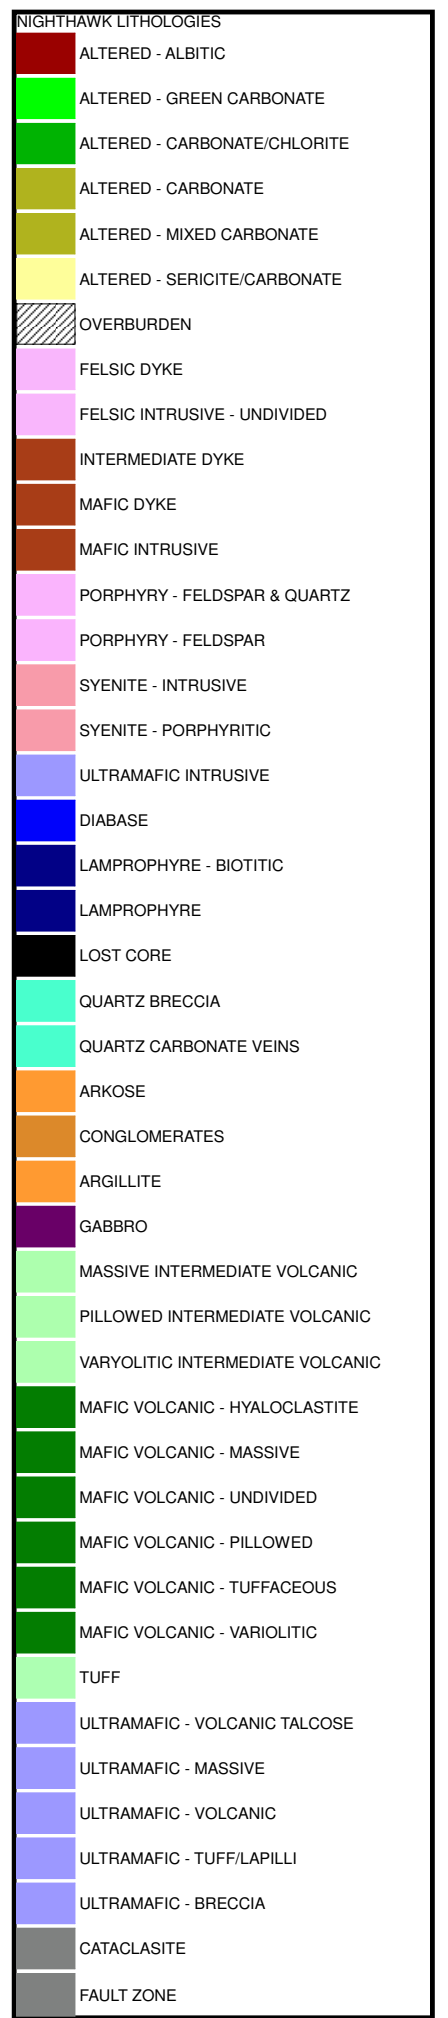 NIGHTHAWK LITHOLOGIES
ALTERED - ALBITIC
ALTERED - GREEN CARBONATE
ALTERED - CARBONATE/CHLORITE
ALTERED - CARBONATE
ALTERED - MIXED CARBONATE
ALTERED - SERICITE/CARBONATE
OVERBURDEN
FELSIC DYKE
FELSIC INTRUSIVE - UNDIVIDED
INTERMEDIATE DYKE
MAFIC DYKE
MAFIC INTRUSIVE
PORPHYRY - FELDSPAR & QUARTZ
PORPHYRY - FELDSPAR
SYENITE - INTRUSIVE
SYENITE - PORPHYRITIC
ULTRAMAFIC INTRUSIVE
DIABASE
LAMPROPHYRE - BIOTITIC
LAMPROPHYRE
LOST CORE
QUARTZ BRECCIA
QUARTZ CARBONATE VEINS
ARKOSE
CONGLOMERATES
ARGILLITE
GABBRO
MASSIVE INTERMEDIATE VOLCANIC
PILLOWED INTERMEDIATE VOLCANIC
VARYOLITIC INTERMEDIATE VOLCANIC
MAFIC VOLCANIC - HYALOCLASTITE
MAFIC VOLCANIC - MASSIVE
MAFIC VOLCANIC - UNDIVIDED
MAFIC VOLCANIC - PILLOWED
MAFIC VOLCANIC - TUFFACEOUS
MAFIC VOLCANIC - VARIOLITIC
TUFF
ULTRAMAFIC - VOLCANIC TALCOSE
ULTRAMAFIC - MASSIVE
ULTRAMAFIC - VOLCANIC
ULTRAMAFIC - TUFF/LAPILLI
ULTRAMAFIC - BRECCIA
CATACLASITE
FAULT ZONE